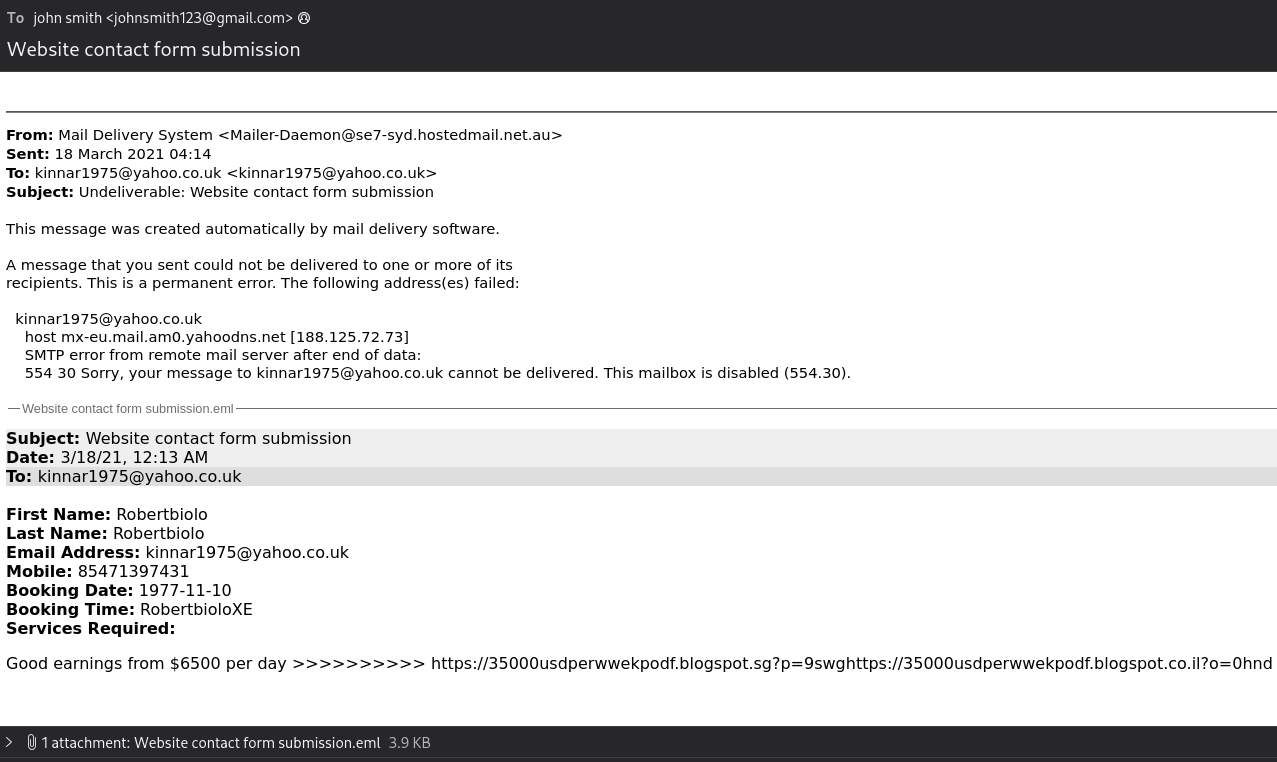 To john smith <johnsmith123@gmail.com>
Website contact form submission
From: Mail Delivery System <Mailer-Daemon@se7-syd.hostedmail.net.au>
Sent: 18 March 2021 04:14
To: kinnar1975@yahoo.co.uk <kinnar1975@yahoo.co.uk>
Subject: Undeliverable: Website contact form submission
This message was created automatically by mail delivery software.
A message that you sent could not be delivered to one or more of its
recipients. This is a permanent error. The following address(es) failed:
kinnar1975@yahoo.co.uk
host mx-eu.mail.am0.yahoodns.net [188.125.72.73]
SMTP error from remote mail server after end of data:
554 30 Sorry, your message to kinnar1975@yahoo.co.uk cannot be delivered. This mailbox is disabled (554.30).
Website contact form submission.eml
Subject: Website contact form submission
Date: 3/18/21, 12:13 AM
To: kinnar1975@yahoo.co.uk
First Name: Robertbiolo
Last Name: Robertbiolo
Email Address: kinnar1975@yahoo.co.uk
Mobile: 85471397431
Booking Date: 1977-11-10
Booking Time: RobertbioloXE
Services Required:
Good earnings from $6500 per day >>>>>>>>>> https://35000usdperwwekpodf.blogspot.sg?p=9swghttps://35000usdperwwekpodf.blogspot.co.il?o=0hnd
1 attachment: Website contact form submission.eml 3.9 KB